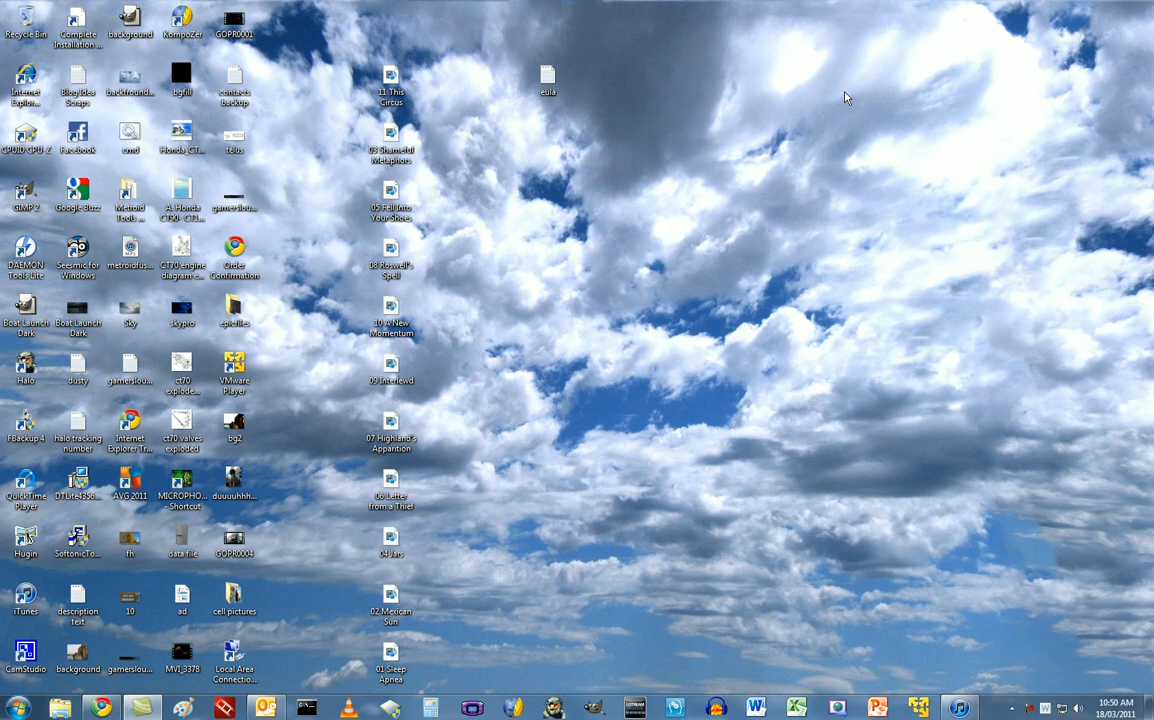 Recycle Bin
Complete
Installation ...
background
KompoZer
GOPR0001
Internet
Explor...
Blog Idea
Scraps
backfround...
bgfill
contacts
backup
11 This
Circus
eula
CPUID CPU-Z
Facebook
cmd
Honda_CT...
telus
03 Shameful
Metaphors
GIMP 2
Google Buzz
Metroid
Tools ...
A. Honda
CT90- CT1...
gamerslou...
05 Fell Into
Your Shoes
DAEMON
Tools Lite
Seesmic for
Windows
metroidfus...
CT70 engine
diagram e...
Order
Confirmation
08 Roswell's
Spell
Boat Launch
Dark
Boat Launch
Dark
Sky
skypro
epicfiles
10 A New
Momentum
Halo
dusty
gamerslou...
ct70
explode...
VMware
Player
09 Interlewd
FBackup 4
halo tracking
number
Internet
Explorer Tr...
ct70 valves
exploded
bg2
07 Highland's
Apparition
QuickTime
Player
DTLite4356...
AVG 2011
MICROPHO...
- Shortcut
duuuuhhh...
06 Letter
from a Thief
Hugin
SoftonicTo...
fh
data file
GOPR0004
04 Jars
iTunes
description
text
10
ad
cell pictures
02 Mexican
Sun
CamStudio
background
gamerslou...
MVI_3378
Local Area
Connectio...
01 Sleep
Apnea
10:50 AM
18/03/2011